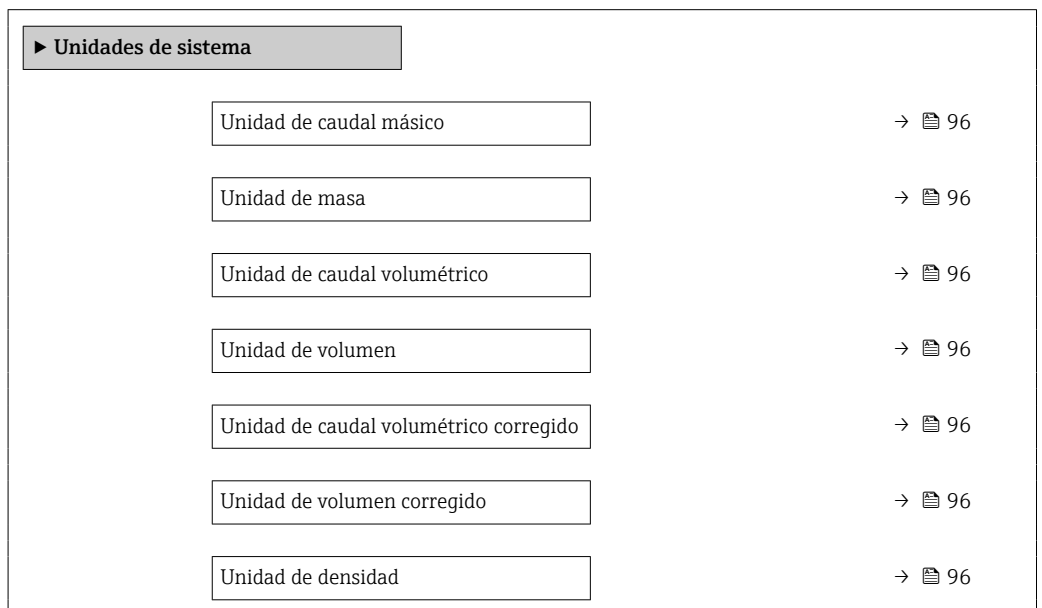 ▶ Unidades de sistema
Unidad de caudal másico → 96
Unidad de masa → 96
Unidad de caudal volumétrico → 96
Unidad de volumen → 96
Unidad de caudal volumétrico corregido → 96
Unidad de volumen corregido → 96
Unidad de densidad → 96